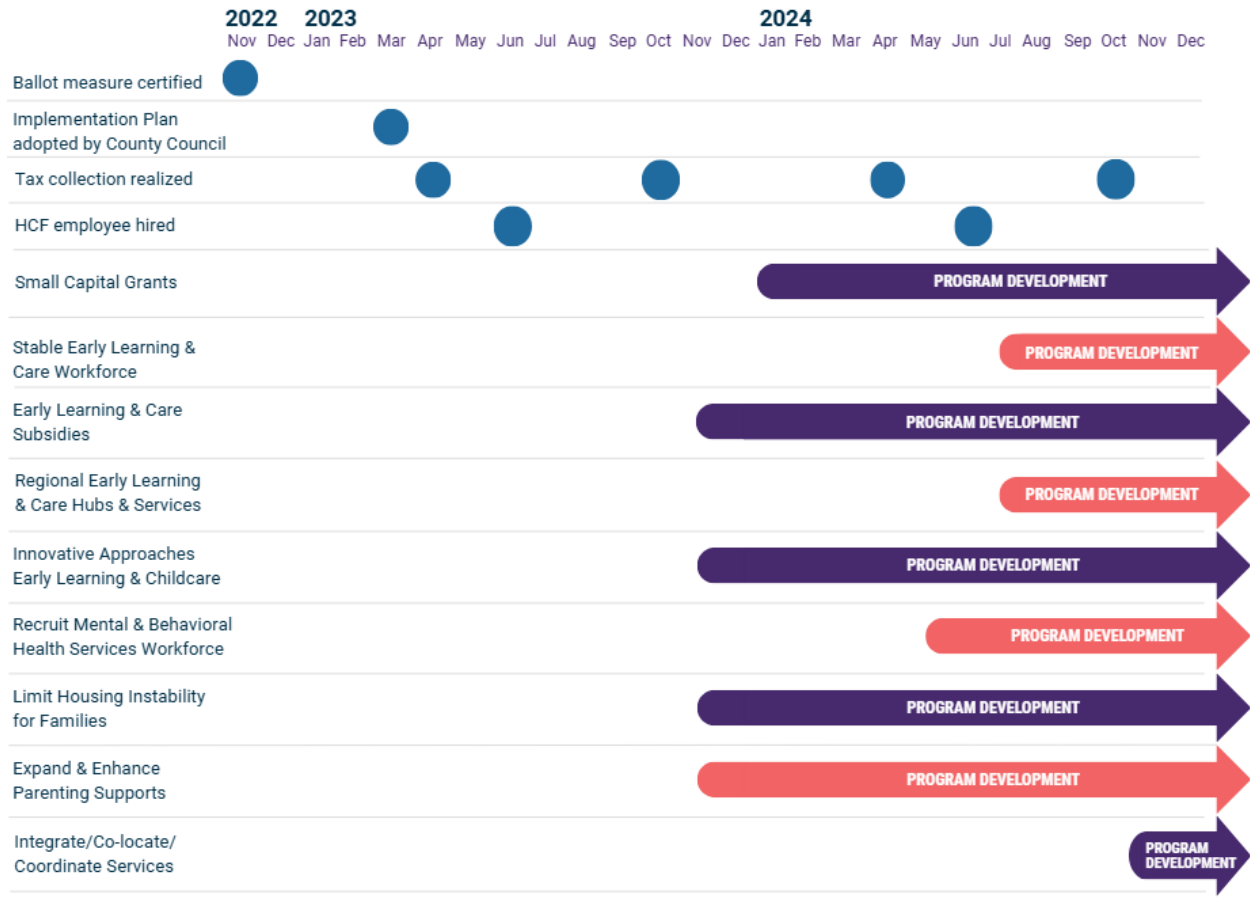 2022 2023 2024
Nov Dec Jan Feb Mar Apr May Jun Jul Aug Sep Oct Nov Dec Jan Feb Mar Apr May Jun Jul Aug Sep Oct Nov Dec
Ballot measure certified
Implementation Plan
adopted by County Council
Tax collection realized
HCF employee hired
Small Capital Grants
PROGRAM DEVELOPMENT
Stable Early Learning &
Care Workforce
PROGRAM DEVELOPMENT
Early Learning & Care
Subsidies
PROGRAM DEVELOPMENT
Regional Early Learning
& Care Hubs & Services
PROGRAM DEVELOPMENT
Innovative Approaches
Early Learning & Childcare
PROGRAM DEVELOPMENT
Recruit Mental & Behavioral
Health Services Workforce
PROGRAM DEVELOPMENT
Limit Housing Instability
for Families
PROGRAM DEVELOPMENT
Expand & Enhance
Parenting Supports
PROGRAM DEVELOPMENT
Integrate/Co-locate/
Coordinate Services
PROGRAM
DEVELOPMENT